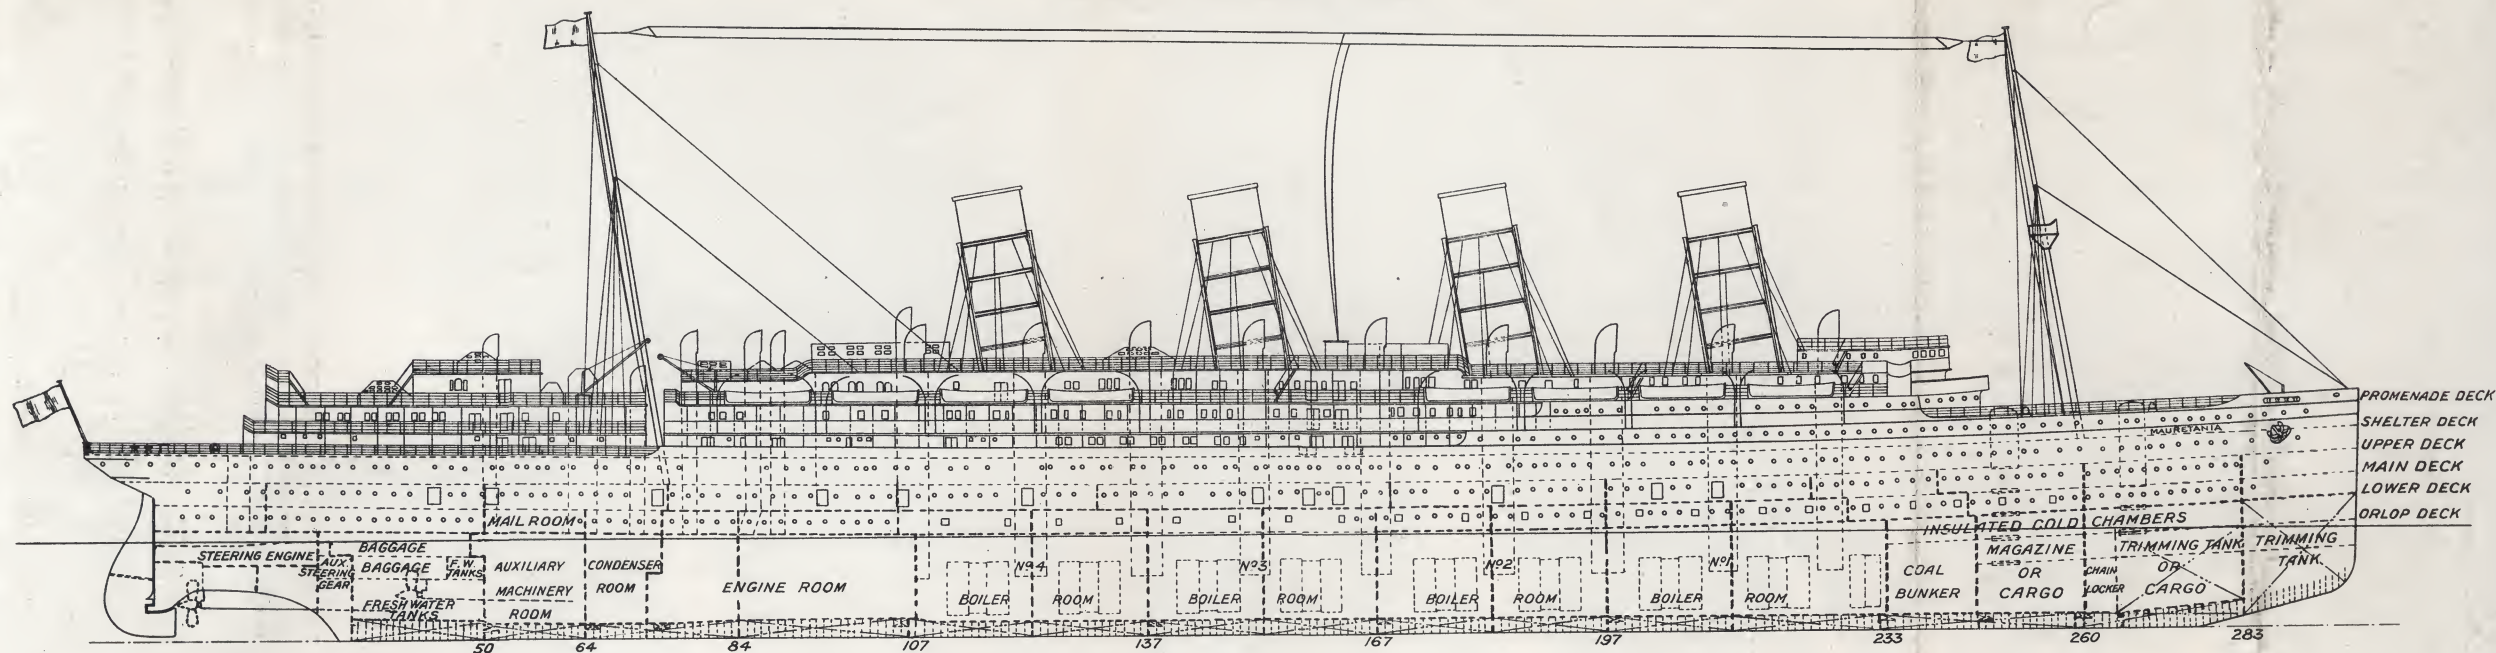 PROMENADE DECK
SHELTER DECK
MAURETANIA
UPPER DECK
MAIN DECK
LOWER DECK
ORLOP DECK
MAIL ROOM
INSULATED COLD CHAMBERS
STEERING ENGINE
AUX.
STEERING
GEAR
BAGGAGE
BAGGAGE
F.W.
TANKS
FRESH WATER
TANKS
AUXILIARY
MACHINERY
ROOM
CONDENSER
ROOM
ENGINE ROOM
Nº4
BOILER ROOM
Nº3
BOILER ROOM
Nº2
BOILER ROOM
Nº1
BOILER ROOM
COAL
BUNKER
MAGAZINE
OR
CARGO
CHAIN
LOCKER
TRIMMING TANK
OR
CARGO
TRIMMING
TANK
50 64 84 107 137 167 197 233 260 283